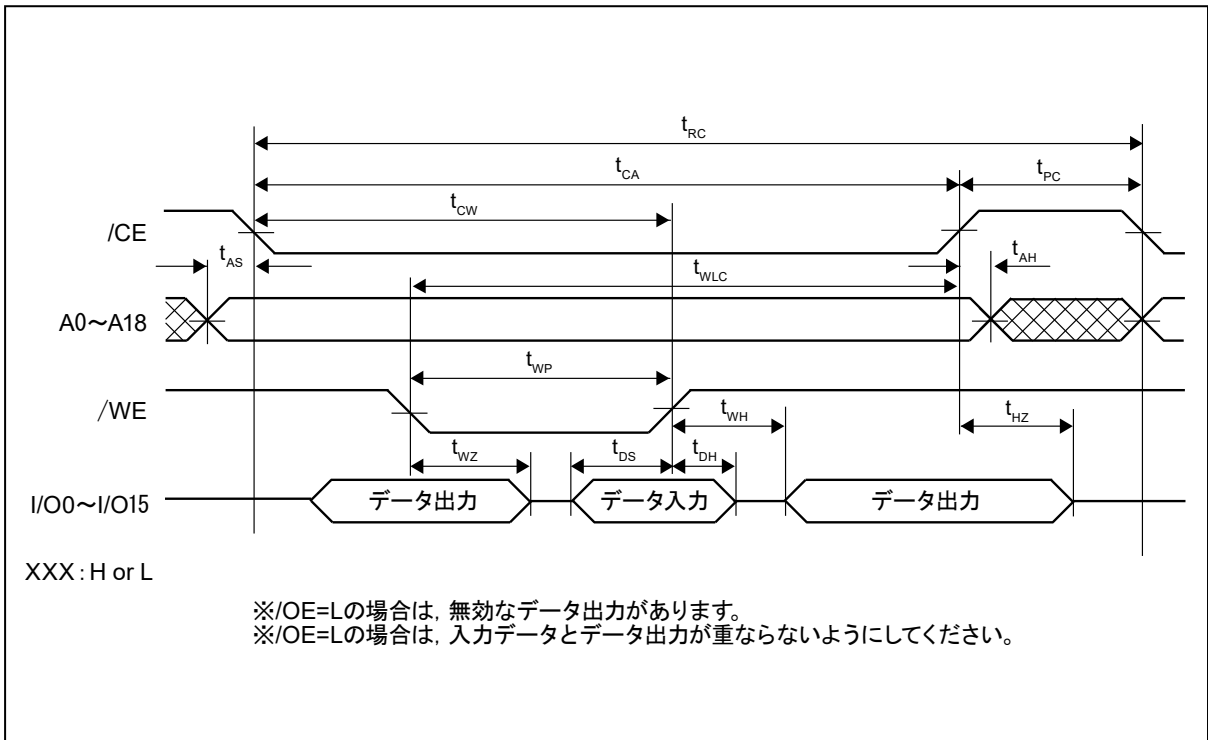 tRC
tCA
tPC
tCW
/CE
tAS
tWLC
tAH
A0～A18
tWP
/WE
tWH
tHZ
tWZ
tDS
tDH
I/O0～I/O15
データ出力
データ入力
データ出力
XXX : H or L
※/OE=Lの場合は, 無効なデータ出力があります。
※/OE=Lの場合は, 入力データとデータ出力が重ならないようにしてください。